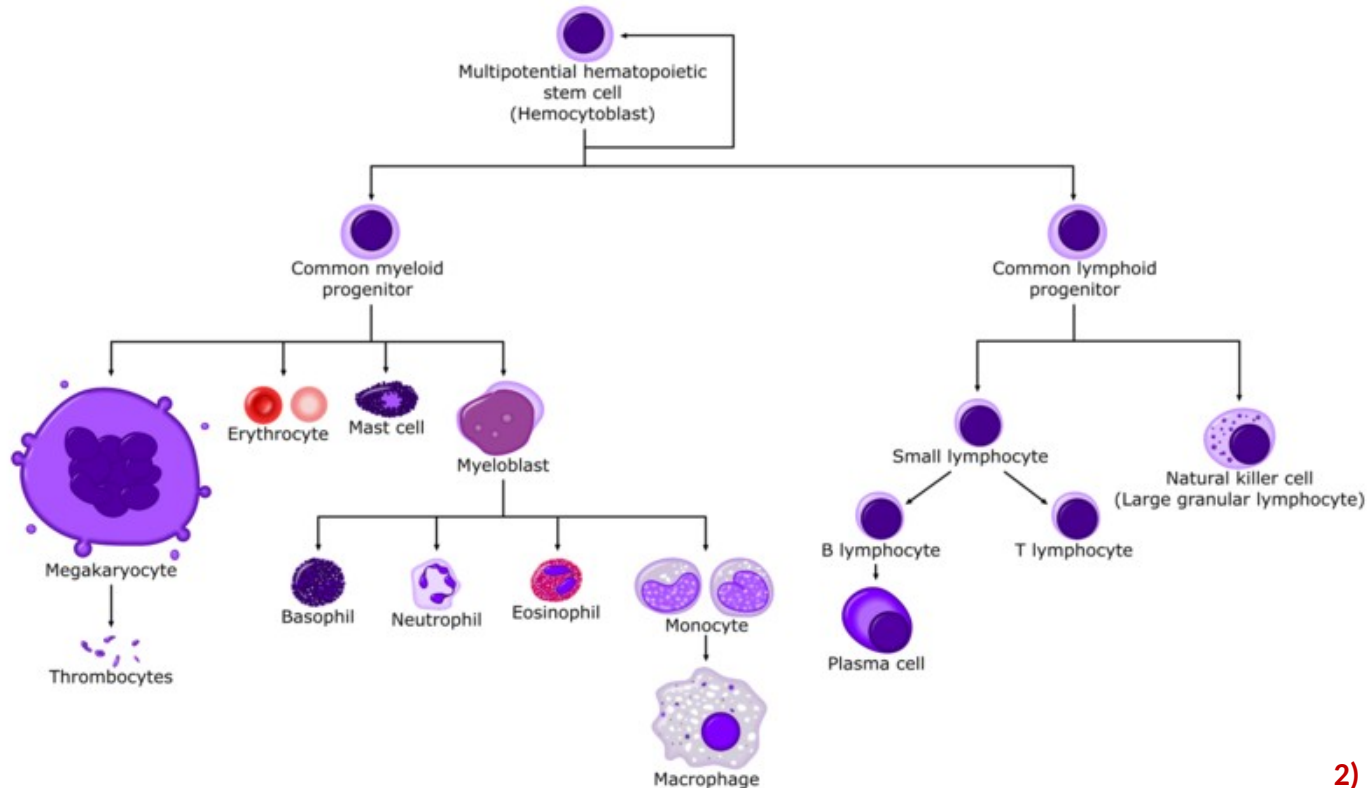 Multipotential hematopoietic
stem cell
(Hemocytoblast)
Common myeloid
progenitor
Common lymphoid
progenitor
Megakaryocyte
Thrombocytes
Erythrocyte
Mast cell
Myeloblast
Basophil
Neutrophil
Eosinophil
Monocyte
Macrophage
Small lymphocyte
Natural killer cell
(Large granular lymphocyte)
B lymphocyte
T lymphocyte
Plasma cell
2)